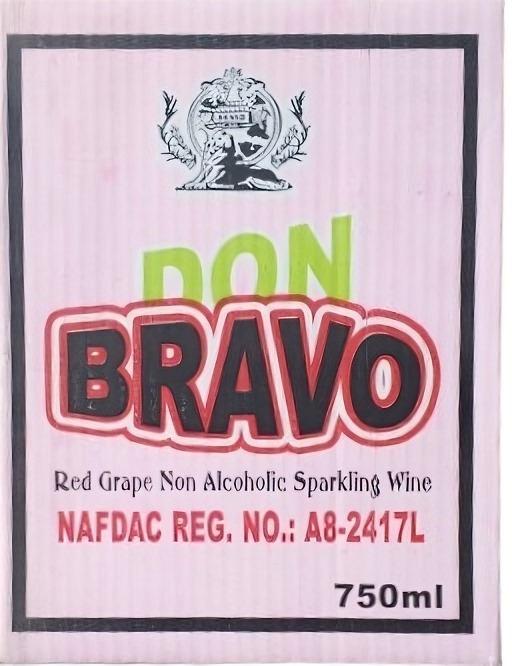 DON
BRAVO
Red Grape Non Alcoholic Sparkling Wine
NAFDAC REG. NO.: A8-2417L
750ml